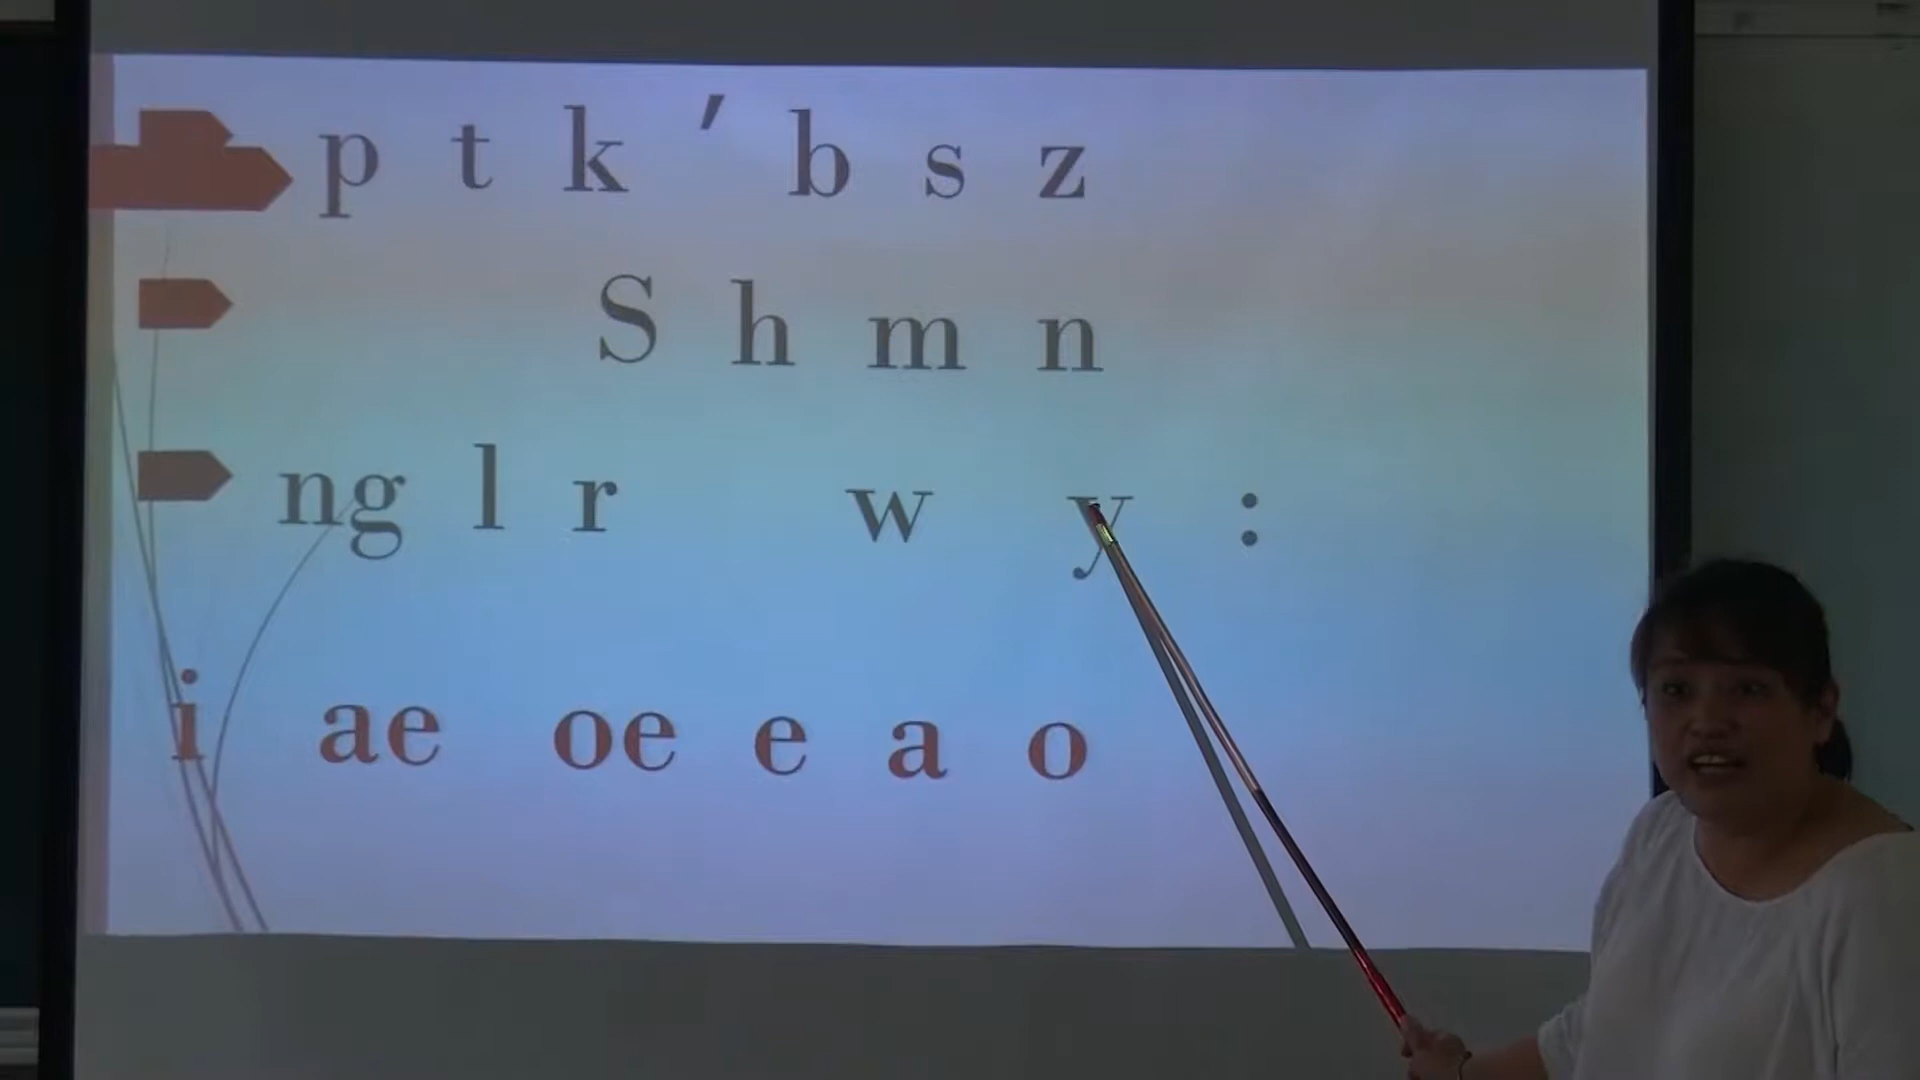 p t k ′ b s z
S h m n
ng l r w y :
i ae oe e a o